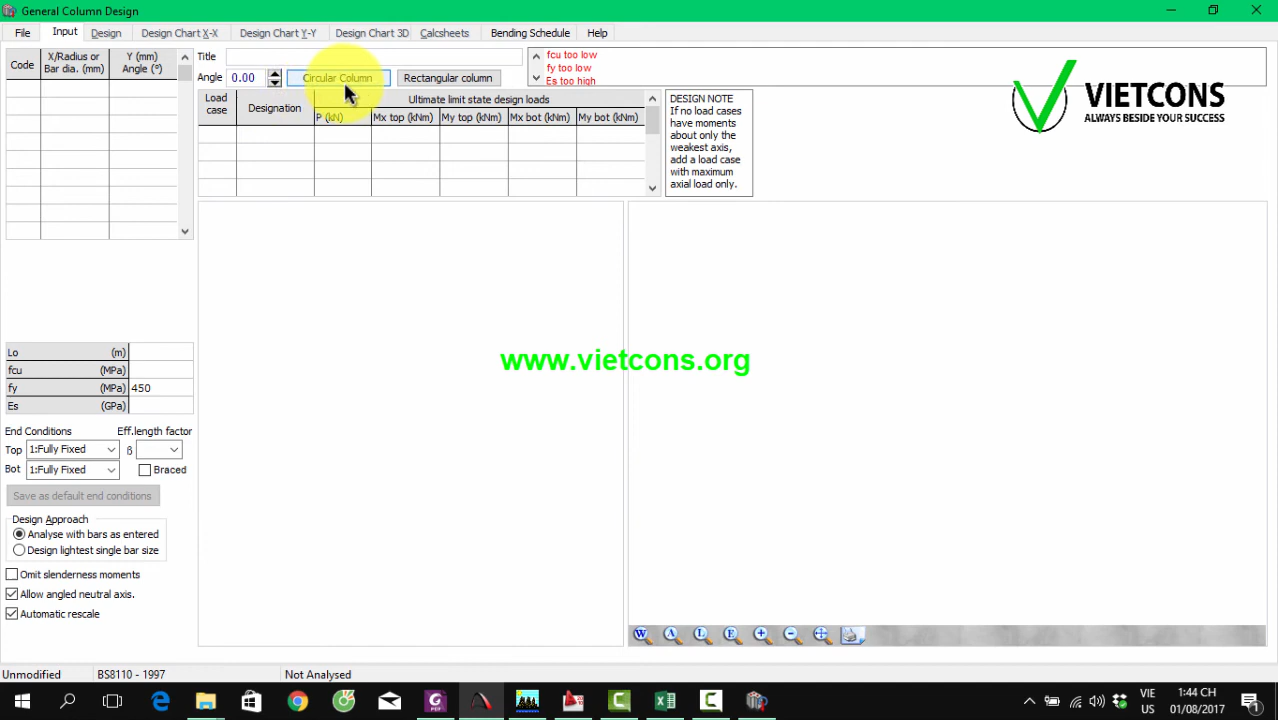 General Column Design
File Input Design Design Chart X-X Design Chart Y-Y Design Chart 3D Calcsheets Bending Schedule Help
Code
X/Radius or
Bar dia. (mm)
Y (mm)
Angle (°)
Title
Angle 0.00 Circular Column Rectangular column
fcu too low
fy too low
Es too high
Load
case
Designation
Ultimate limit state design loads
P (kN) Mx top (kNm) My top (kNm) Mx bot (kNm) My bot (kNm)
DESIGN NOTE
If no load cases
have moments
about only the
weakest axis,
add a load case
with maximum
axial load only.
VIETCONS
ALWAYS BESIDE YOUR SUCCESS
www.vietcons.org
Lo (m)
fcu (MPa)
fy (MPa) 450
Es (GPa)
End Conditions Eff.length factor
Top 1:Fully Fixed ß
Bot 1:Fully Fixed Braced
Save as default end conditions
Design Approach
Analyse with bars as entered
Design lightest single bar size
Omit slenderness moments
Allow angled neutral axis.
Automatic rescale
W A L E
Unmodified BS8110 - 1997 Not Analysed
VIE
US
1:44 CH
01/08/2017